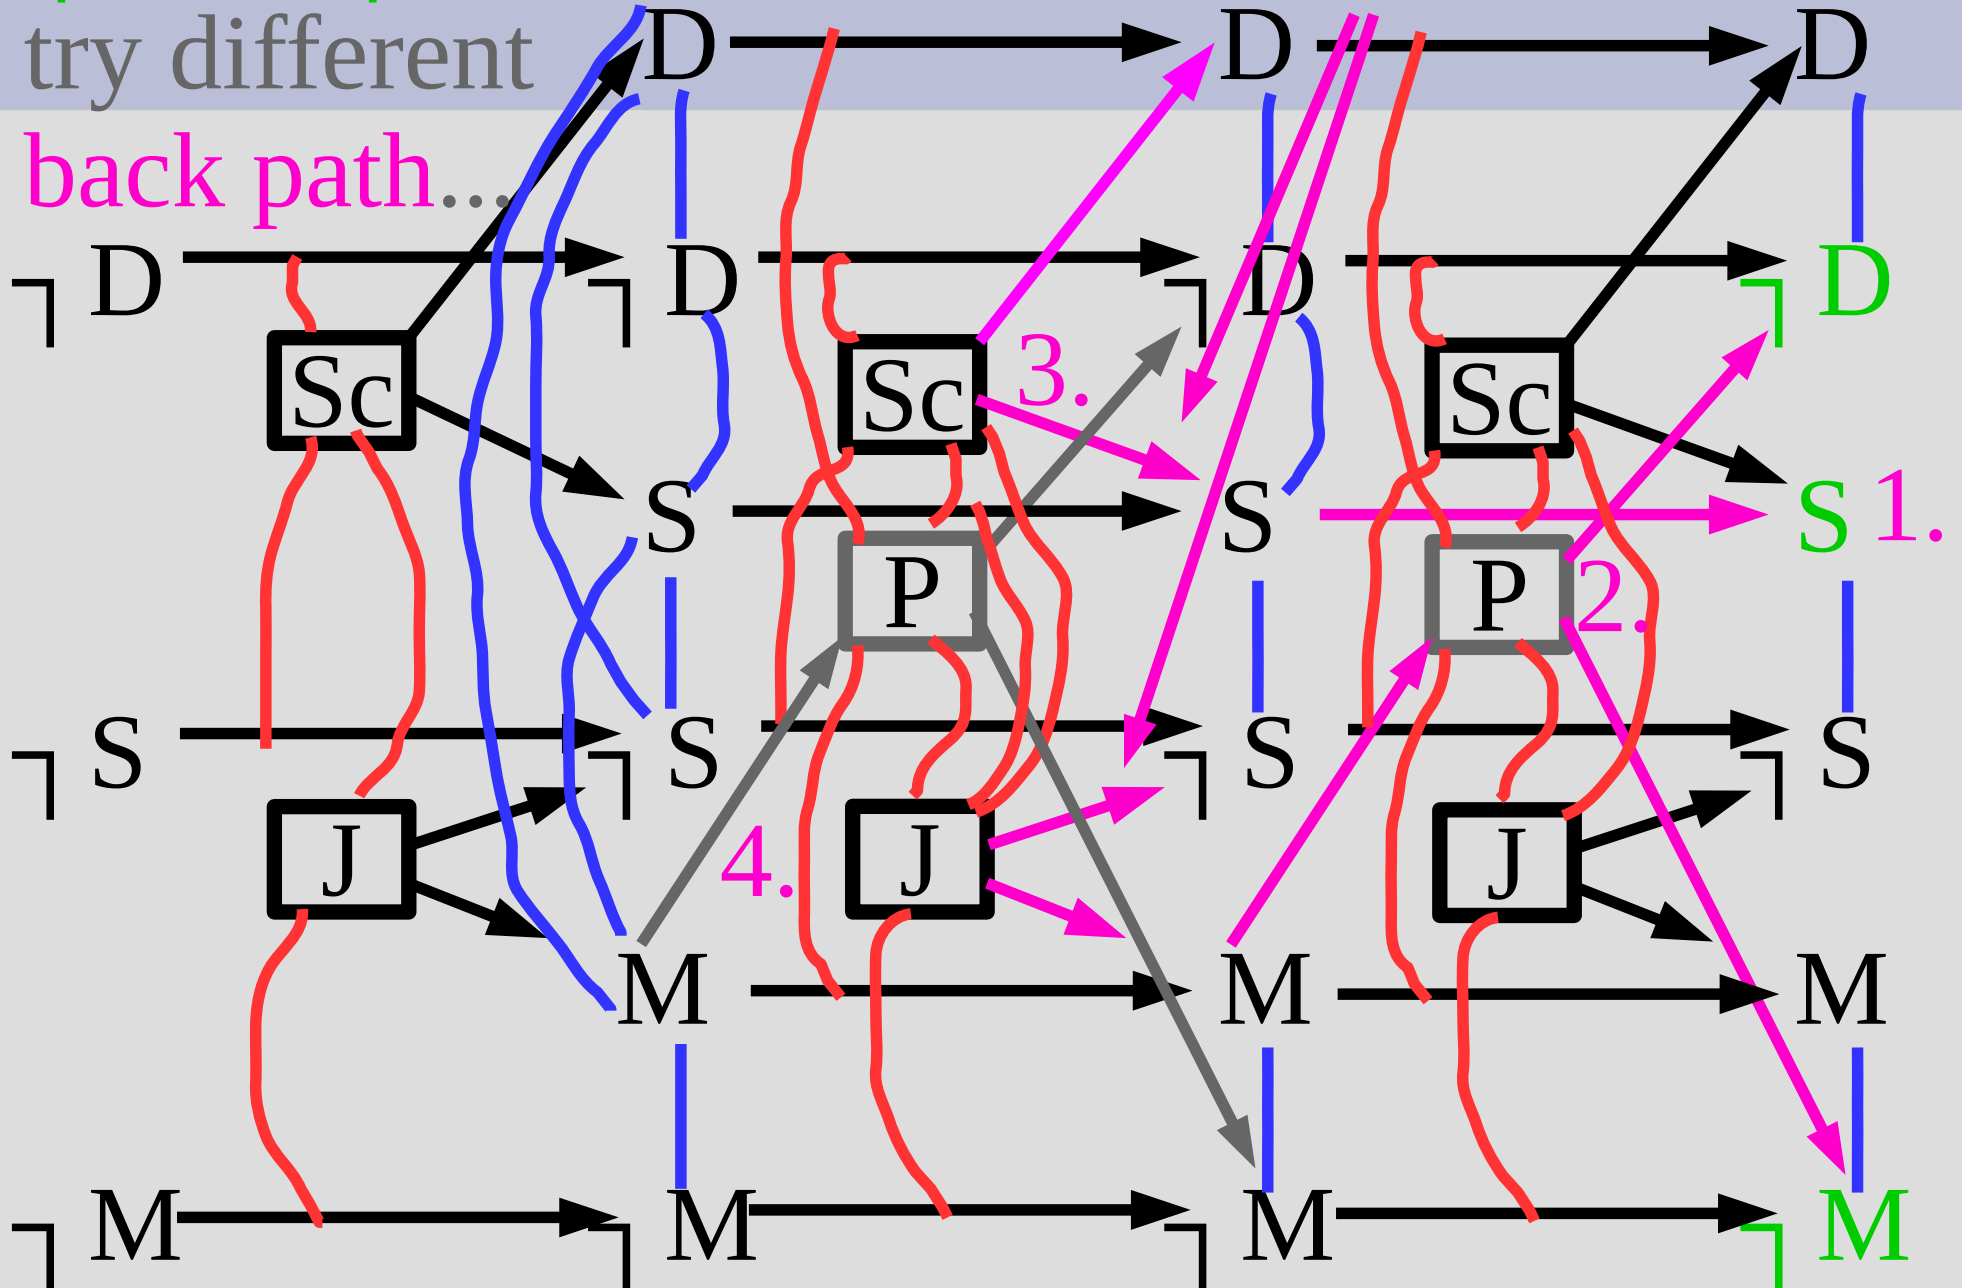 try different
D D D
back path...
¬D ¬D ¬D ¬D
Sc Sc 3. Sc
S S S 1.
P P 2.
¬S ¬S ¬S ¬S
J 4. J J
M M M
¬M ¬M ¬M ¬M